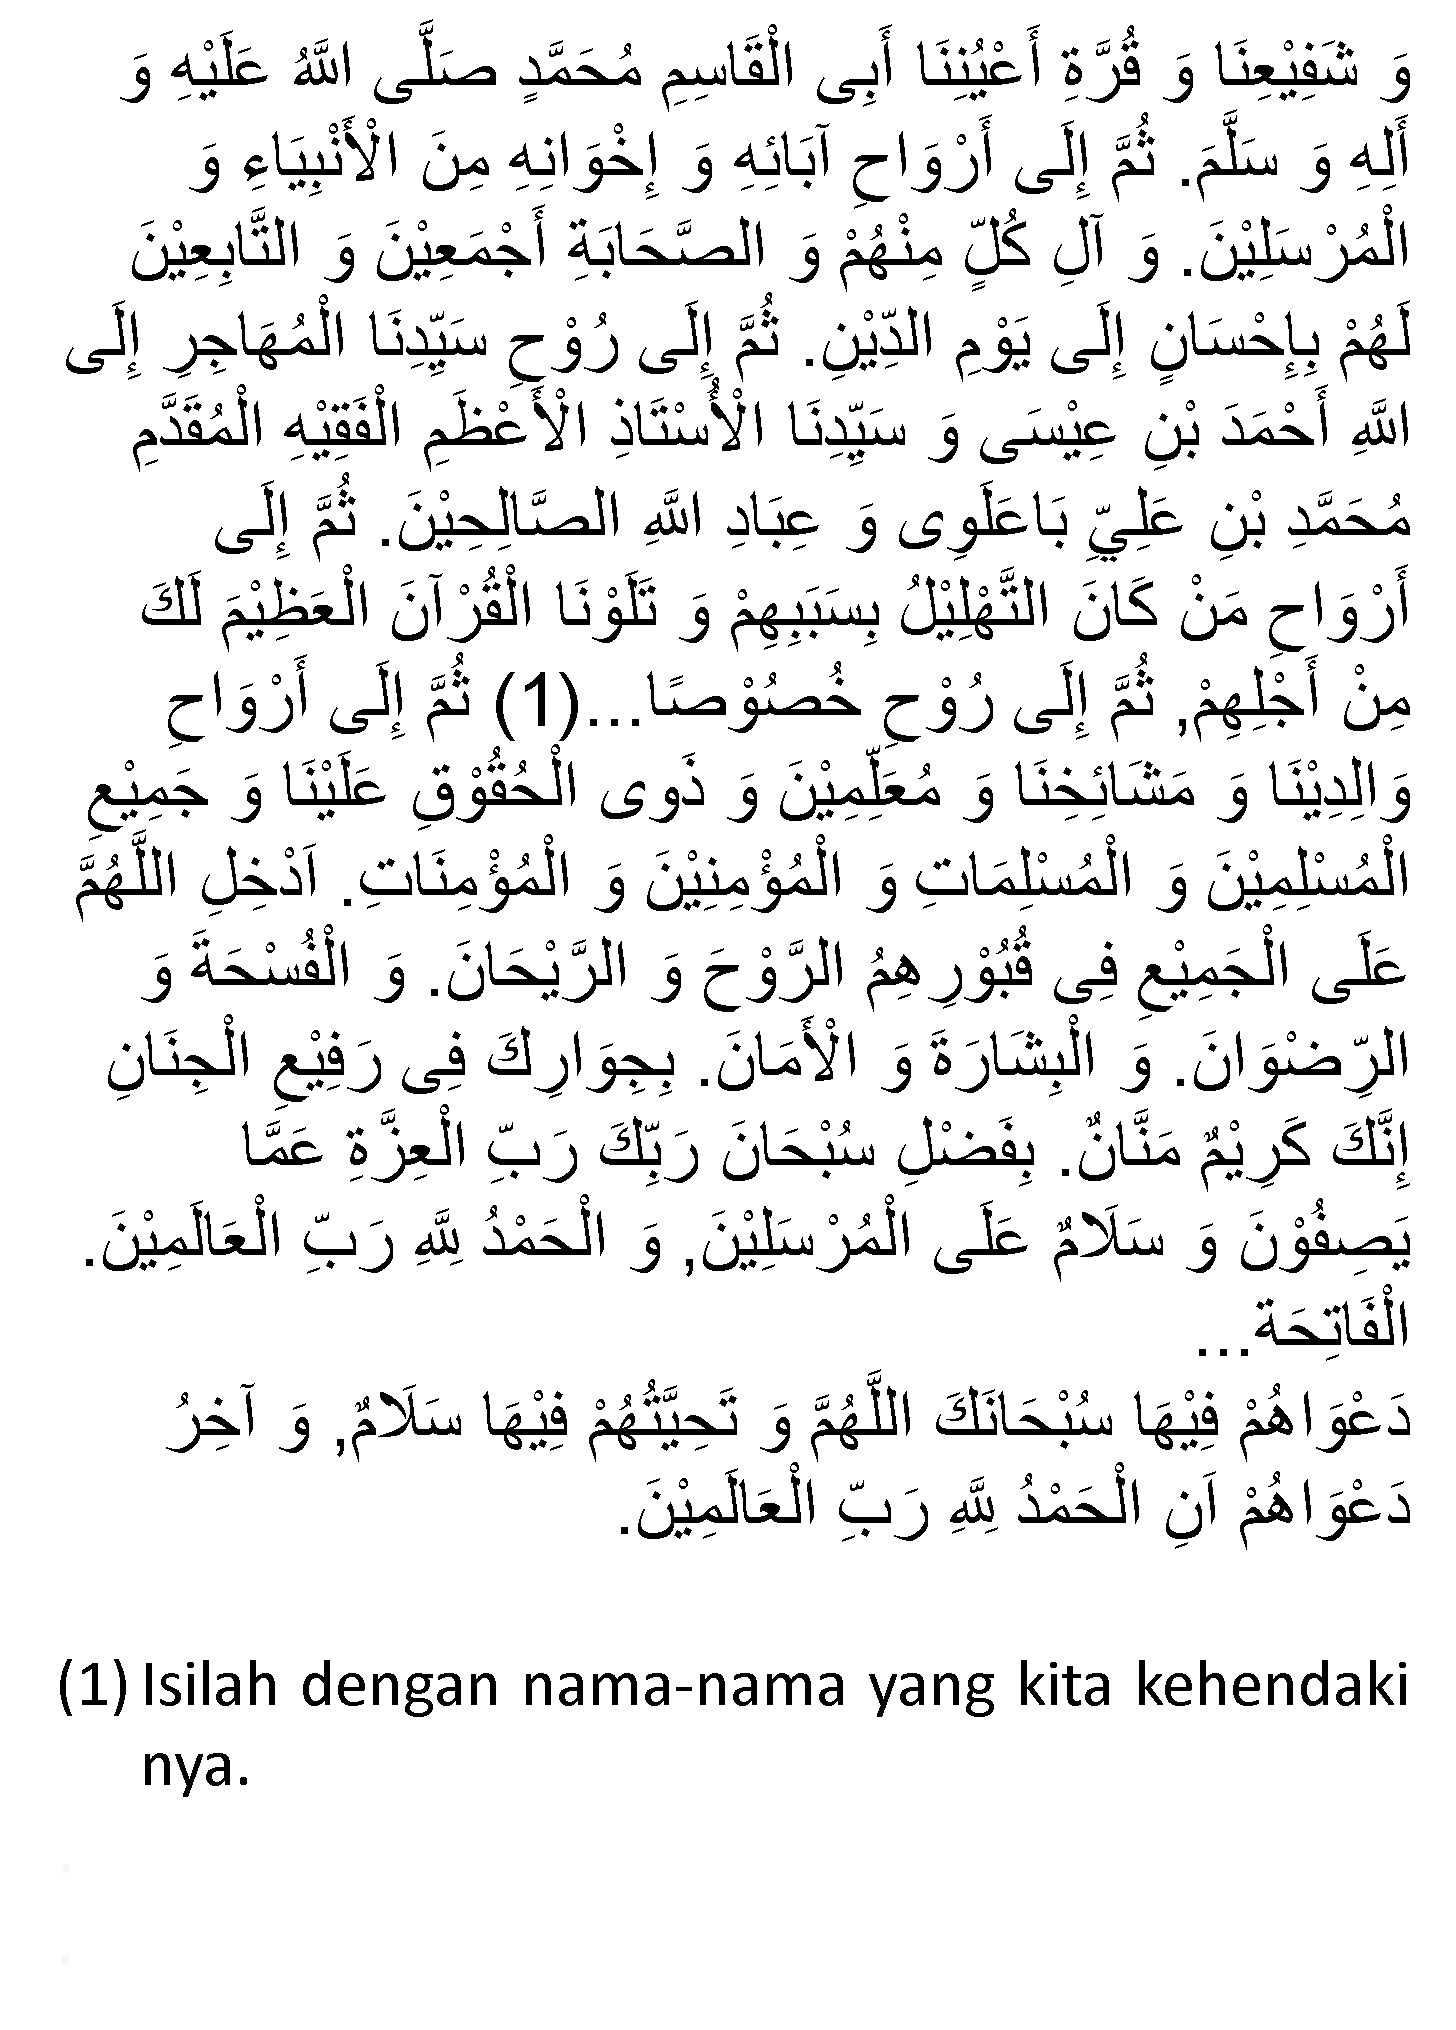 وَ شَفِيْعِنَا وَ قُرَّةِ أَعْيُنِنَا أَبِى الْقَاسِمِ مُحَمَّدٍ صَلَّى اللَّهُ عَلَيْهِ وَ
أَلِهِ وَ سَلَّمَ. ثُمَّ إِلَى أَرْوَاحِ آبَائِهِ وَ إِخْوَانِهِ مِنَ الْأَنْبِيَاءِ وَ
الْمُرْسَلِيْنَ. وَ آلِ كُلٍّ مِنْهُمْ وَ الصَّحَابَةِ أَجْمَعِيْنَ وَ التَّابِعِيْنَ
لَهُمْ بِإِحْسَانٍ إِلَى يَوْمِ الدِّيْنِ. ثُمَّ إِلَى رُوْحِ سَيِّدِنَا الْمُهَاجِرِ إِلَى
اللَّهِ أَحْمَدَ بْنِ عِيْسَى وَ سَيِّدِنَا الْأُسْتَاذِ الْأَعْظَمِ الْفَقِيْهِ الْمُقَدَّمِ
مُحَمَّدِ بْنِ عَلِيِّ بَاعَلَوِى وَ عِبَادِ اللَّهِ الصَّالِحِيْنَ. ثُمَّ إِلَى
أَرْوَاحِ مَنْ كَانَ التَّهْلِيْلُ بِسَبَبِهِمْ وَ تَلَوْنَا الْقُرْآنَ الْعَظِيْمَ لَكَ
مِنْ أَجْلِهِمْ, ثُمَّ إِلَى رُوْحِ خُصُوْصًا...(1) ثُمَّ إِلَى أَرْوَاحِ
وَالِدِيْنَا وَ مَشَائِخِنَا وَ مُعَلِّمِيْنَ وَ ذَوى الْحُقُوْقِ عَلَيْنَا وَ جَمِيْعِ
الْمُسْلِمِيْنَ وَ الْمُسْلِمَاتِ وَ الْمُؤْمِنِيْنَ وَ الْمُؤْمِنَاتِ. اَدْخِلِ اللَّهُمَّ
عَلَى الْجَمِيْعِ فِى قُبُوْرِهِمُ الرَّوْحَ وَ الرَّيْحَانَ. وَ الْفُسْحَةَ وَ
الرِّضْوَانَ. وَ الْبِشَارَةَ وَ الْأَمَانَ. بِجِوَارِكَ فِى رَفِيْعِ الْجِنَانِ
إِنَّكَ كَرِيْمٌ مَنَّانٌ. بِفَضْلِ سُبْحَانَ رَبِّكَ رَبِّ الْعِزَّةِ عَمَّا
يَصِفُوْنَ وَ سَلَامٌ عَلَى الْمُرْسَلِيْنَ, وَ الْحَمْدُ لِلَّهِ رَبِّ الْعَالَمِيْنَ.
الْفَاتِحَة...
دَعْوَاهُمْ فِيْهَا سُبْحَانَكَ اللَّهُمَّ وَ تَحِيَّتُهُمْ فِيْهَا سَلَامٌ, وَ آخِرُ
دَعْوَاهُمْ اَنِ الْحَمْدُ لِلَّهِ رَبِّ الْعَالَمِيْنَ.
(1) Isilah dengan nama-nama yang kita kehendaki
nya.